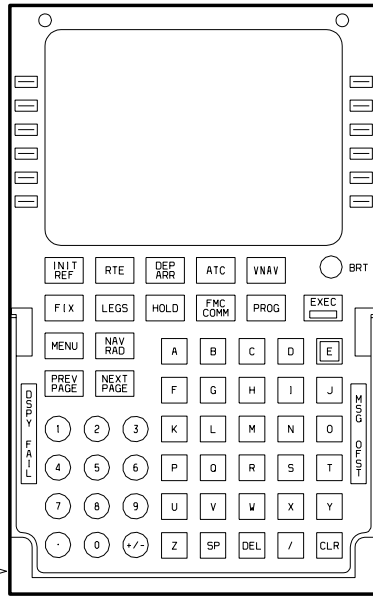 INIT REF RTE DEP ARR ATC VNAV BRT
FIX LEGS HOLD FMC COMM PROG EXEC
MENU NAV RAD A B C D E
PREV PAGE NEXT PAGE F G H I J
DSPY FAIL
MSG OFST
1 2 3 K L M N O
4 5 6 P Q R S T
7 8 9 U V W X Y
. 0 +/- Z SP DEL / CLR